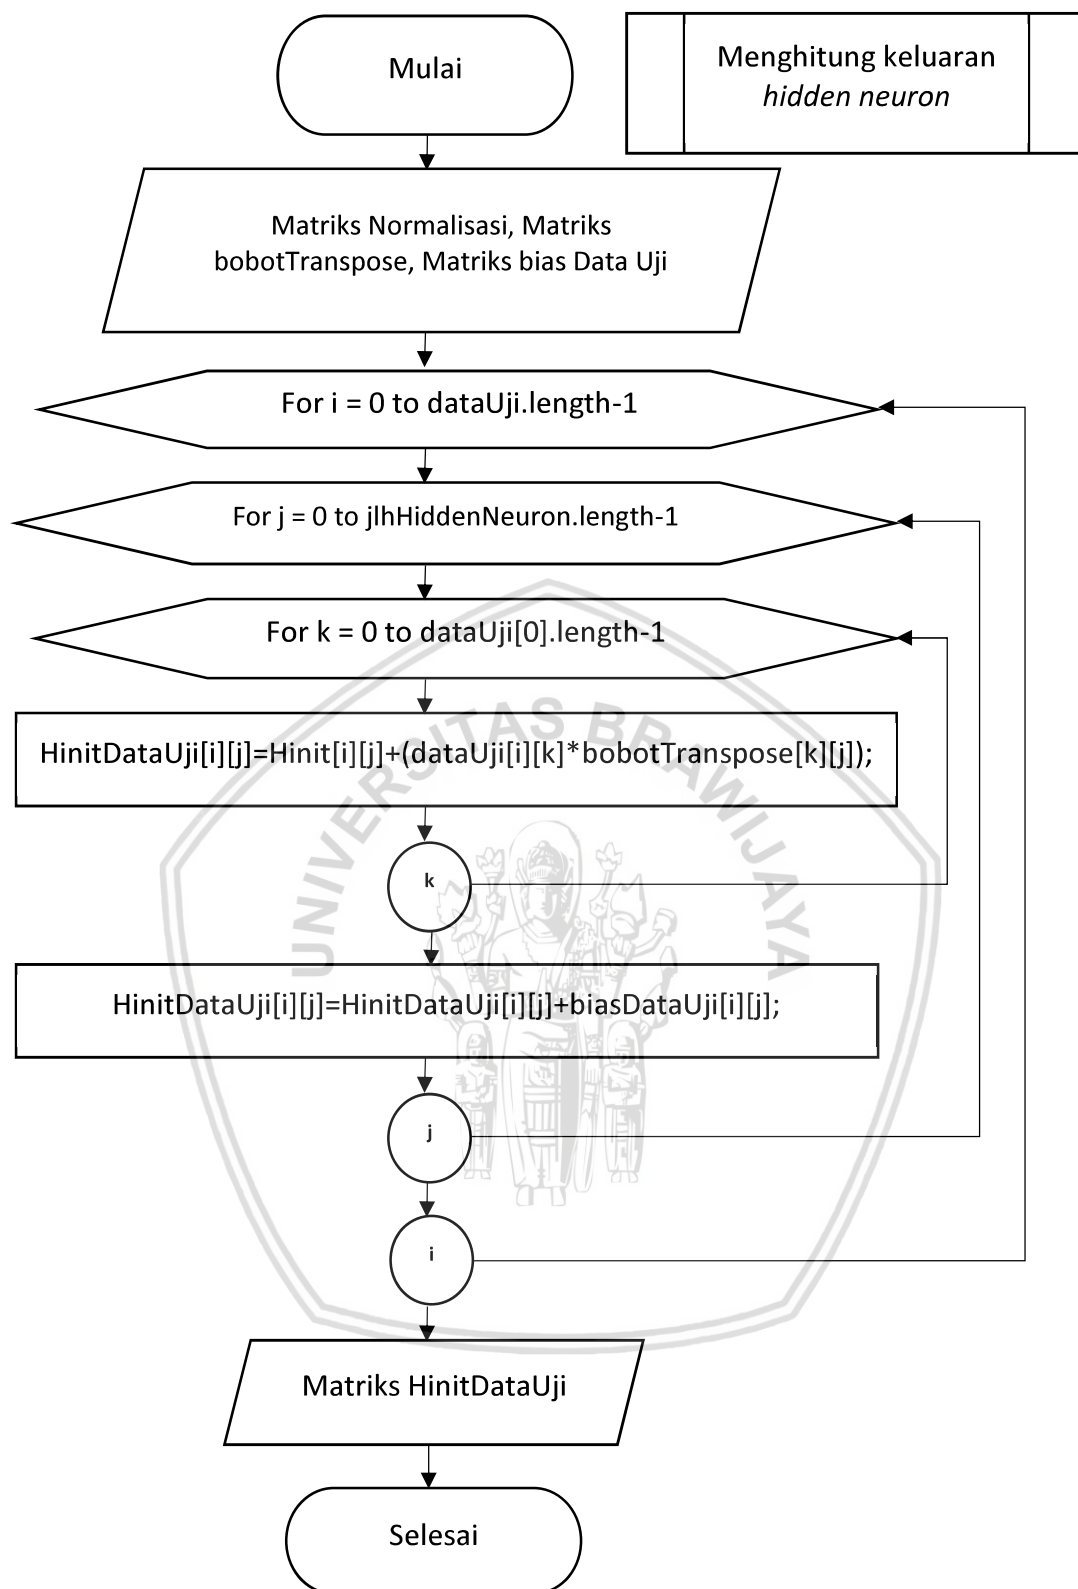 Mulai
Menghitung keluaran
hidden neuron
Matriks Normalisasi, Matriks
bobotTranspose, Matriks bias Data Uji
For i = 0 to dataUji.length-1
For j = 0 to jlhHiddenNeuron.length-1
For k = 0 to dataUji[0].length-1
HinitDataUji[i][j]=Hinit[i][j]+(dataUji[i][k]*bobotTranspose[k][j]);
UNIVERSITAS BRAWIJAYA
k
HinitDataUji[i][j]=HinitDataUji[i][j]+biasDataUji[i][j];
j
i
Matriks HinitDataUji
Selesai